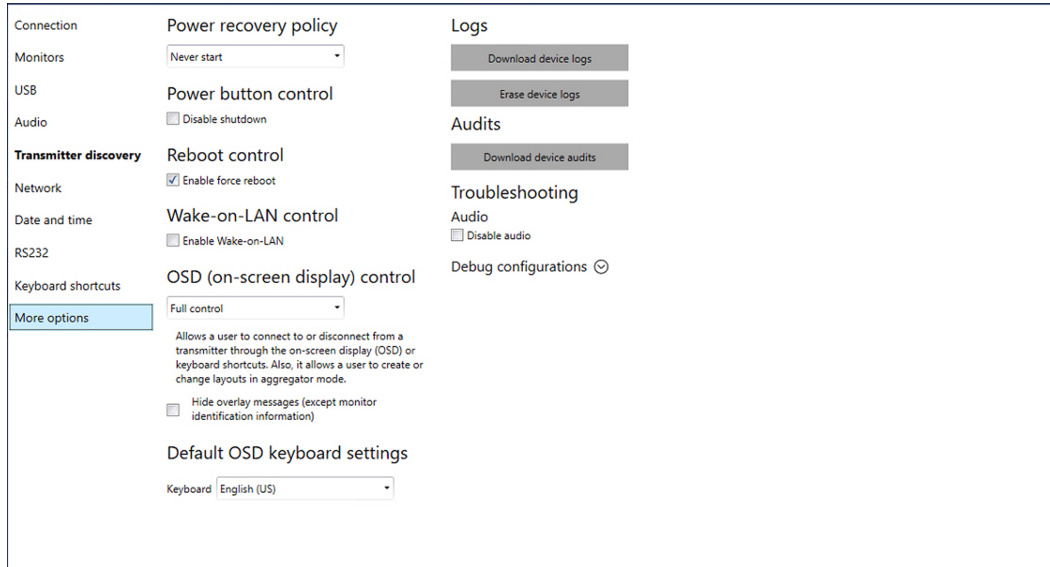 Connection
Monitors
USB
Audio
Transmitter discovery
Network
Date and time
RS232
Keyboard shortcuts
More options
Power recovery policy
Never start
Power button control
Disable shutdown
Reboot control
Enable force reboot
Wake-on-LAN control
Enable Wake-on-LAN
OSD (on-screen display) control
Full control
Allows a user to connect to or disconnect from a
transmitter through the on-screen display (OSD) or
keyboard shortcuts. Also, it allows a user to create or
change layouts in aggregator mode.
Hide overlay messages (except monitor
identification information)
Default OSD keyboard settings
Keyboard English (US)
Logs
Download device logs
Erase device logs
Audits
Download device audits
Troubleshooting
Audio
Disable audio
Debug configurations